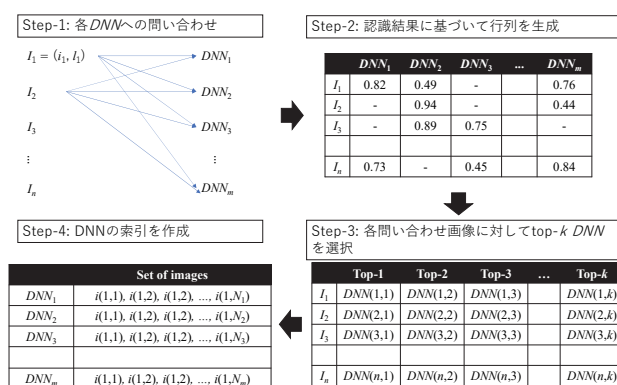 Step-1: 各DNNへの問い合わせ
I1 = (i1, l1)
DNN1
I2
DNN2
I3
DNN3
⋮
⋮
In
DNNm
Step-2: 認識結果に基づいて行列を生成
DNN1 DNN2 DNN3 ... DNNm
I1 0.82 0.49 - 0.76
I2 - 0.94 - 0.44
I3 - 0.89 0.75 -
In 0.73 - 0.45 0.84
Step-4: DNNの索引を作成
Set of images
DNN1 i(1,1), i(1,2), i(1,2), ..., i(1,N1)
DNN2 i(1,1), i(1,2), i(1,2), ..., i(1,N2)
DNN3 i(1,1), i(1,2), i(1,2), ..., i(1,N3)
DNNm i(1,1), i(1,2), i(1,2), ..., i(1,Nm)
Step-3: 各問い合わせ画像に対してtop-k DNN
を選択
Top-1 Top-2 Top-3 … Top-k
I1 DNN(1,1) DNN(1,2) DNN(1,3) DNN(1,k)
I2 DNN(2,1) DNN(2,2) DNN(2,3) DNN(2,k)
I3 DNN(3,1) DNN(3,2) DNN(3,3) DNN(3,k)
In DNN(n,1) DNN(n,2) DNN(n,3) DNN(n,k)